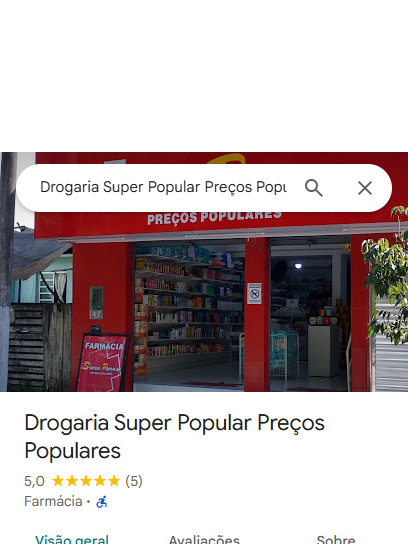 Drogaria Super Popular Preços Popu
PREÇOS POPULARES
FARMÁCIA
SUPER POPULAR
Drogaria Super Popular Preços
Populares
5,0 (5)
Farmácia ·
Visão geral Avaliações Sobre